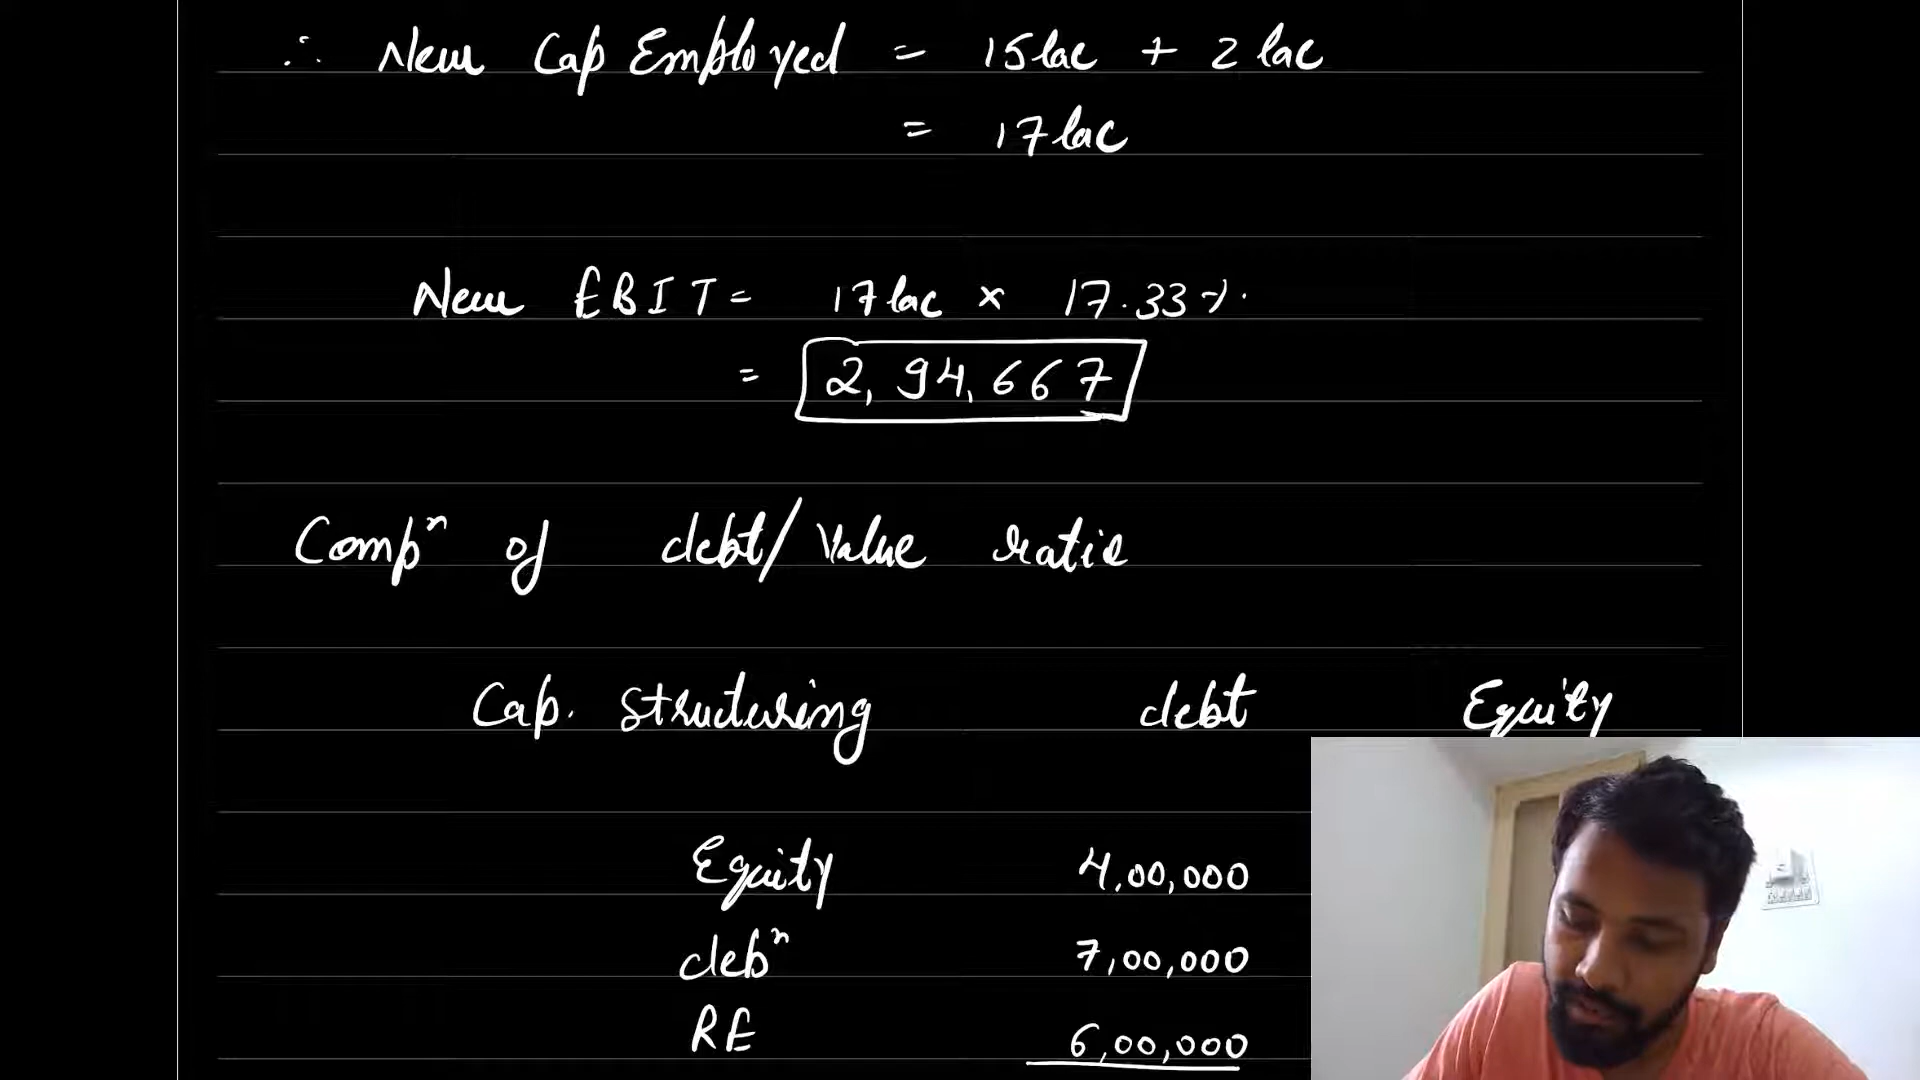 ∴ New Cap Employed = 15 lac + 2 lac
= 17 lac
New EBIT = 17 lac × 17.33 %
= 2,94,667
Compⁿ of debt/Value ratio
Cap. structuring debt Equity
Equity 4,00,000
debⁿ 7,00,000
RE 6,00,000